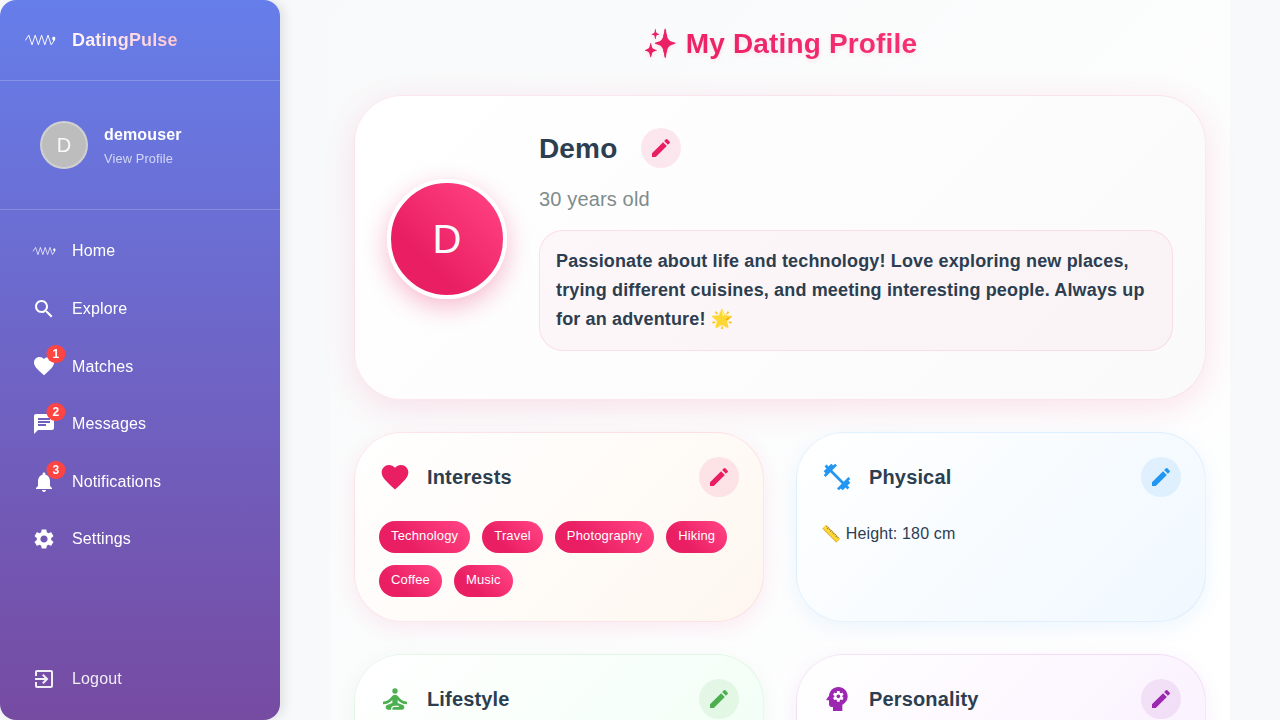 DatingPulse
D
demouser
View Profile
Home
Explore
1
Matches
2
Messages
3
Notifications
Settings
Logout
✨ My Dating Profile
D
Demo
30 years old
Passionate about life and technology! Love exploring new places,
trying different cuisines, and meeting interesting people. Always up
for an adventure! 🌟
Interests
Technology Travel Photography Hiking
Coffee Music
Physical
📏 Height: 180 cm
Lifestyle
Personality